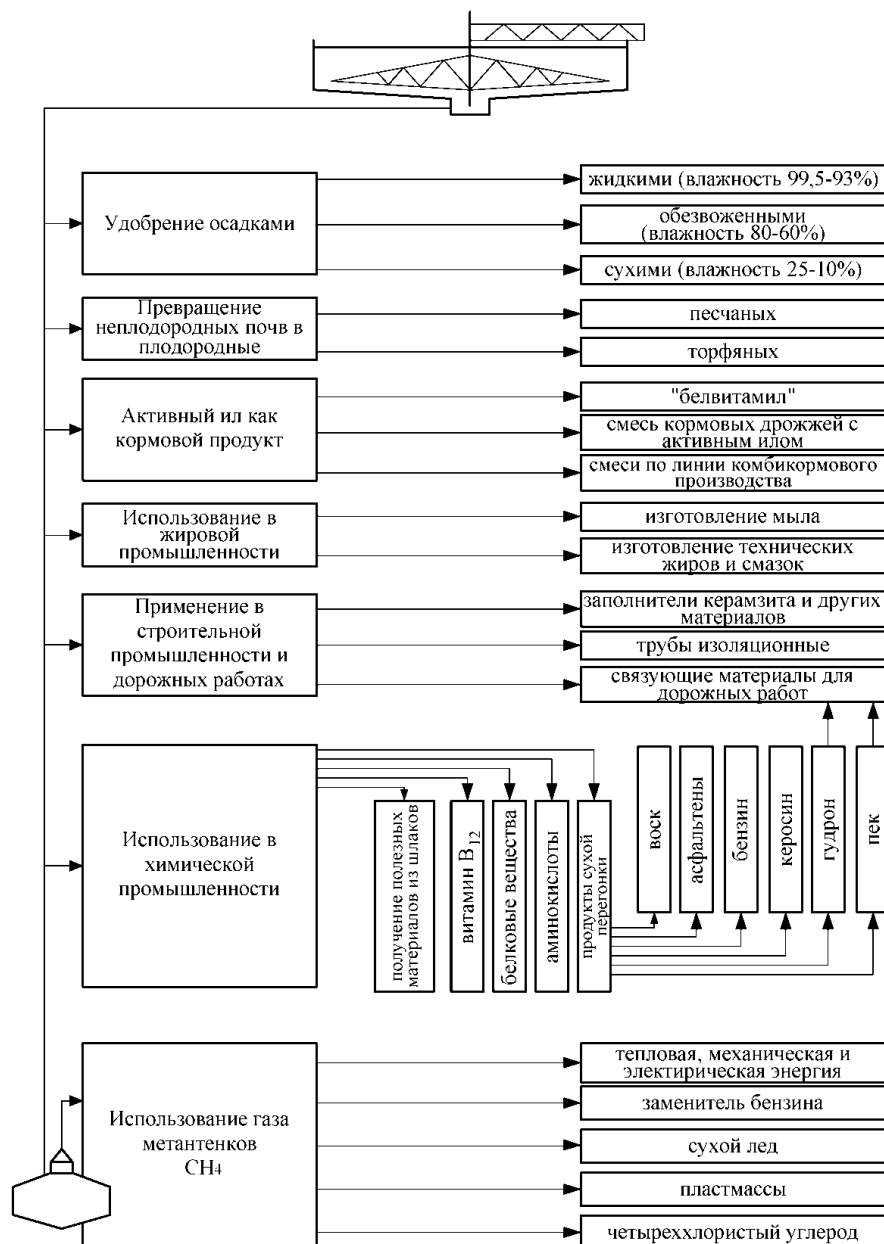 Удобрение осадками
жидкими (влажность 99,5-93%)
обезвоженными
(влажность 80-60%)
сухими (влажность 25-10%)
Превращение
неплодородных почв в
плодородные
песчаных
торфяных
Активный ил как
кормовой продукт
"белвитамил"
смесь кормовых дрожжей с
активным илом
смеси по линии комбикормового
производства
Использование в
жировой
промышленности
изготовление мыла
изготовление технических
жиров и смазок
Применение в
строительной
промышленности и
дорожных работах
заполнители керамзита и других
материалов
трубы изоляционные
связующие материалы для
дорожных работ
Использование в
химической
промышленности
получение полезных
материалов из шлаков
витамин B12
белковые вещества
аминокислоты
продукты сухой
перегонки
воск
асфальтены
бензин
керосин
гудрон
пек
Использование газа
метантенков
CH4
тепловая, механическая и
электирическая энергия
заменитель бензина
сухой лед
пластмассы
четыреххлористый углерод